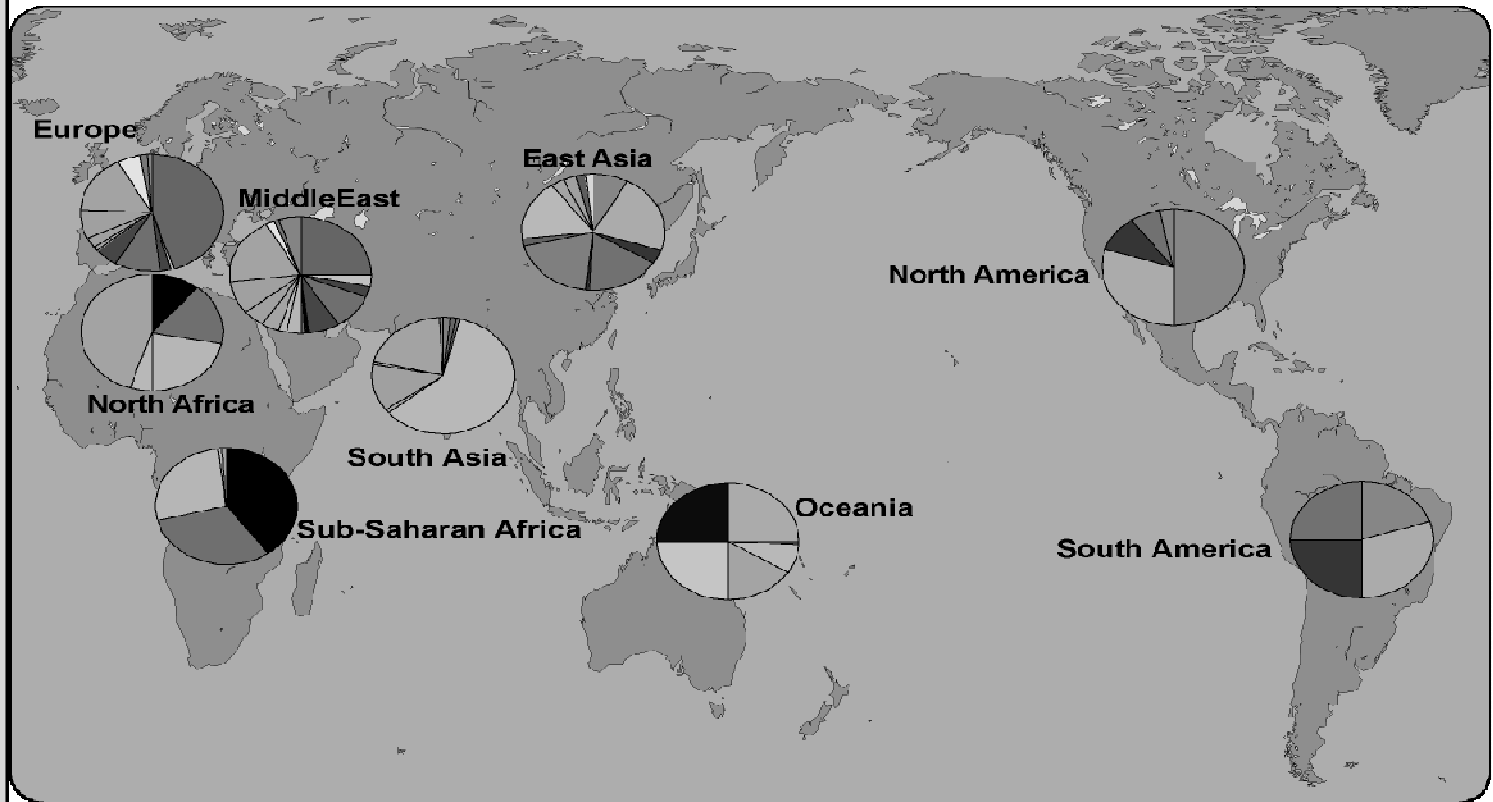 Europe
East Asia
MiddleEast
North America
North Africa
South Asia
Oceania
Sub-Saharan Africa
South America